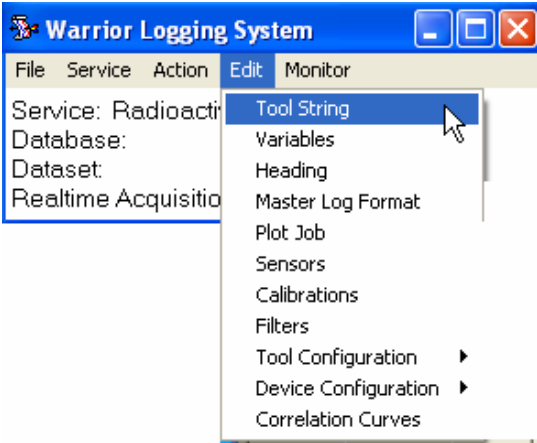 Warrior Logging System
File Service Action Edit Monitor
Service: Radioacti
Database:
Dataset:
Realtime Acquisitio
Tool String
Variables
Heading
Master Log Format
Plot Job
Sensors
Calibrations
Filters
Tool Configuration
Device Configuration
Correlation Curves